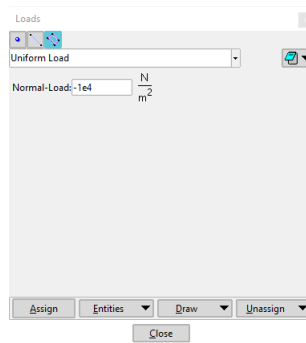 Loads
Uniform Load
Normal-Load: -1e4 N
m2
Assign Entities Draw Unassign
Close